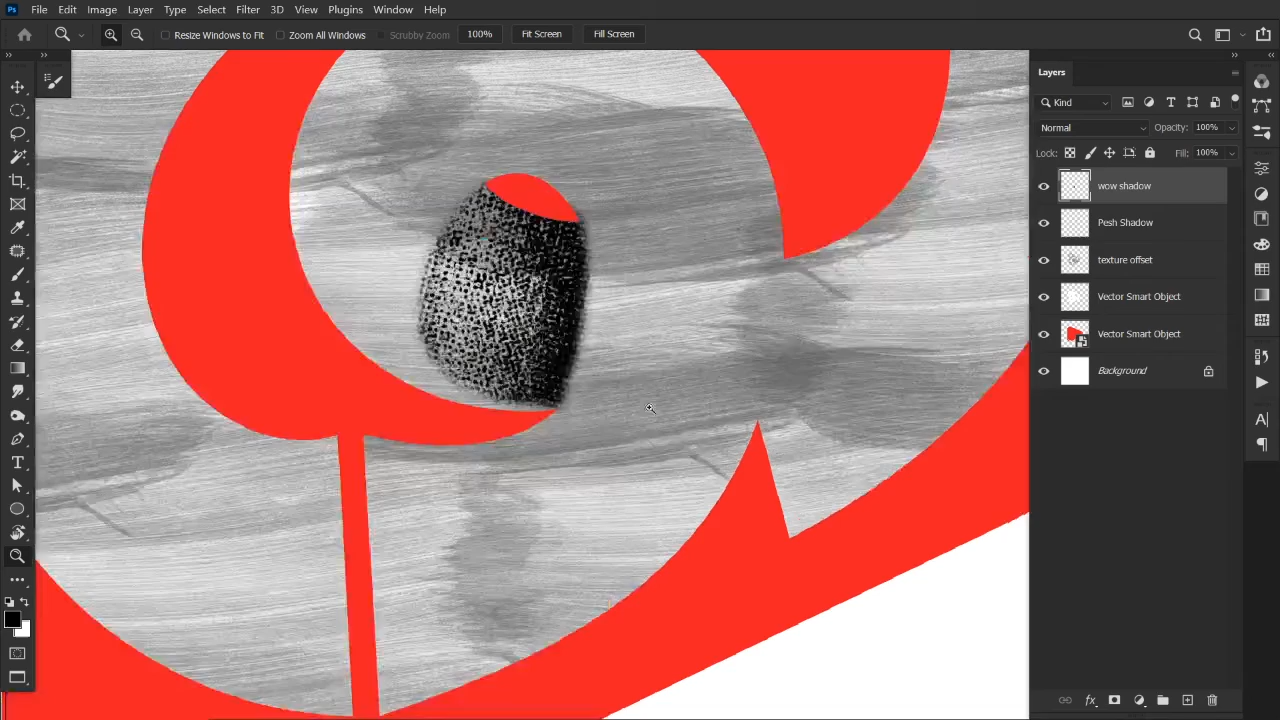 Ps File Edit Image Layer Type Select Filter 3D View Plugins Window Help
Resize Windows to Fit Zoom All Windows Scrubby Zoom 100% Fit Screen Fill Screen
Layers
Kind
Normal Opacity: 100%
Lock: Fill: 100%
wow shadow
Pesh Shadow
texture offset
Vector Smart Object
Vector Smart Object
Background